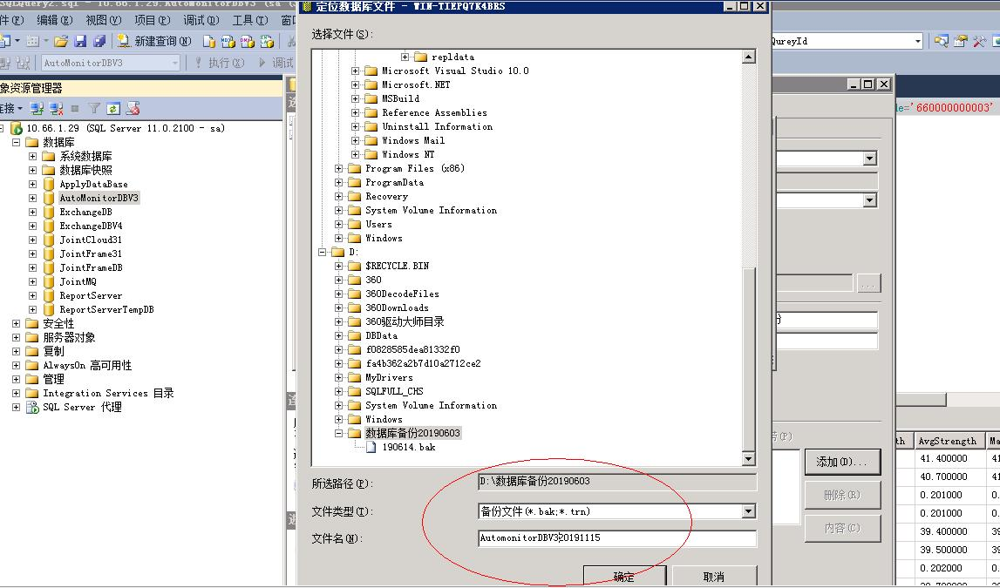 SQLQuery2.sql - 10.66.1.29.AutoMonitorDBV3 (sa (5
定位数据库文件 - WIN-TIEPQ7K4BRS
件(F) 编辑(E) 视图(V) 项目(P) 调试(D) 工具(T) 窗
新建查询(N)
QureyId
AutoMonitorDBV3
执行(X)
调试
象资源管理器
连接
10.66.1.29 (SQL Server 11.0.2100 - sa)
数据库
系统数据库
数据库快照
ApplyDataBase
AutoMonitorDBV3
ExchangeDB
ExchangeDBV4
JointCloud31
JointFrame31
JointFrameDB
JointMQ
ReportServer
ReportServerTempDB
安全性
服务器对象
复制
AlwaysOn 高可用性
管理
Integration Services 目录
SQL Server 代理
选择文件(S):
repldata
Microsoft Visual Studio 10.0
Microsoft.NET
MSBuild
Reference Assemblies
Uninstall Information
Windows Mail
Windows NT
Program Files (x86)
ProgramData
Recovery
System Volume Information
Users
Windows
D:
$RECYCLE.BIN
360
360DecodeFiles
360Downloads
360驱动大师目录
DBData
f0828585dea81332f0
fa4b362a2b7d10a2712ce2
MyDrivers
SQLFULL_CHS
System Volume Information
Windows
数据库备份20190603
190614.bak
所选路径(P):
D:\数据库备份20190603
文件类型(T):
备份文件(*.bak;*.trn)
文件名(N):
AutomonitorDBV320191115
确定
取消
le='660000000003'
...
添加(D)...
删除(R)
内容(C)
th AvgStrength Ma
41.400000 41
40.700000 41
0.201000 0.
0.201000 0.
39.400000 39
39.500000 39
0.202000 0.